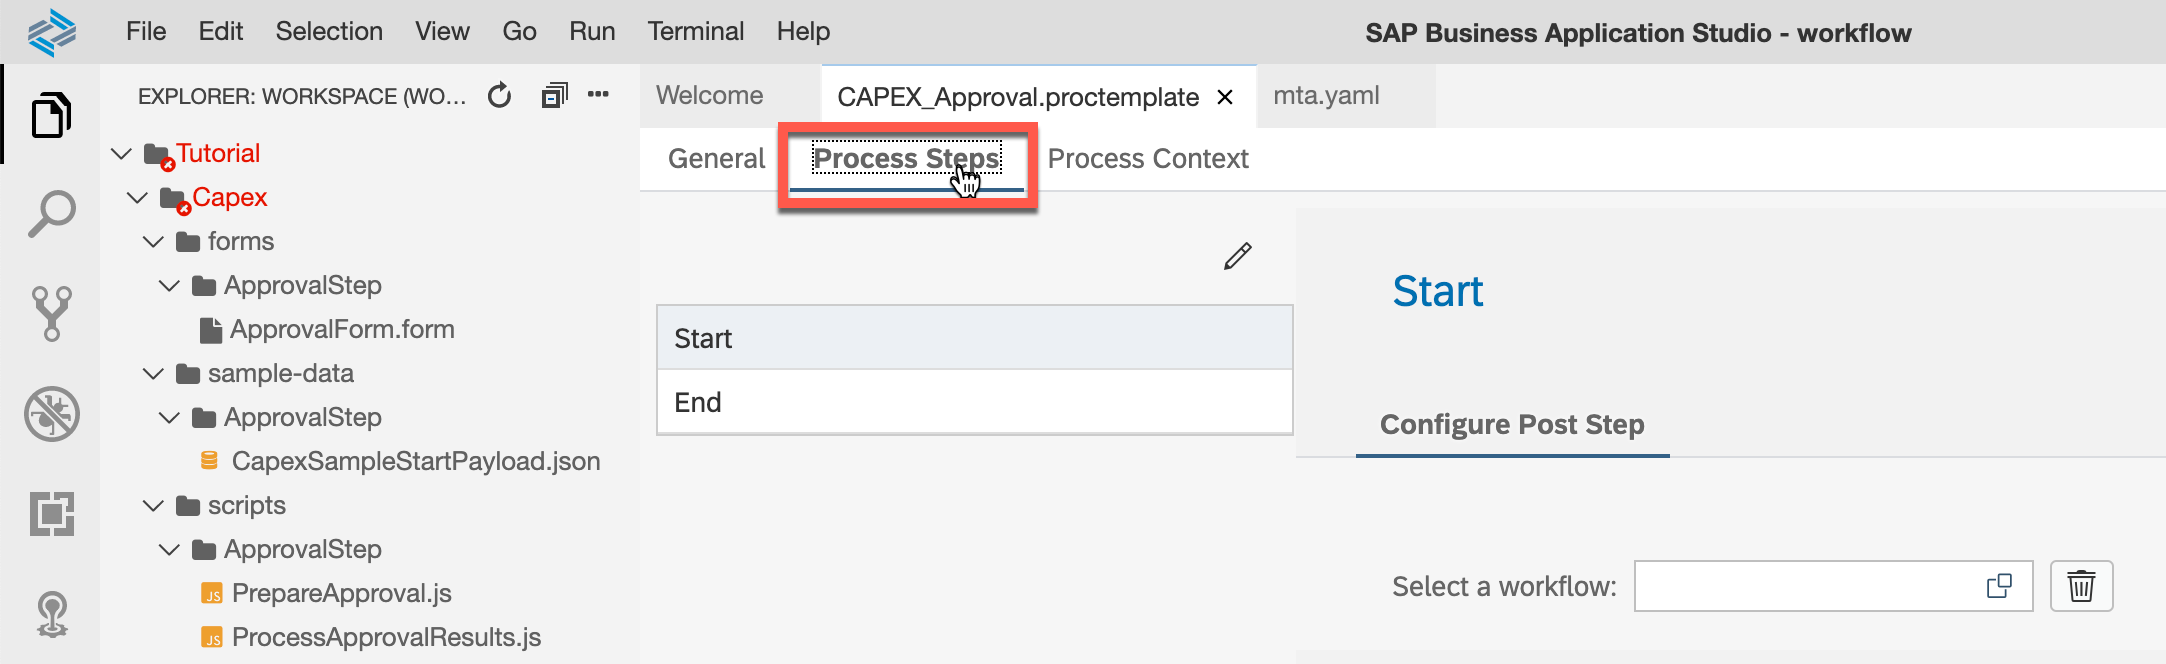 File Edit Selection View Go Run Terminal Help SAP Business Application Studio - workflow
EXPLORER: WORKSPACE (WO...
Welcome CAPEX_Approval.proctemplate mta.yaml
General Process Steps Process Context
Tutorial
Capex
forms
ApprovalStep
ApprovalForm.form
sample-data
ApprovalStep
CapexSampleStartPayload.json
scripts
ApprovalStep
JS PrepareApproval.js
JS ProcessApprovalResults.js
Start
End
Start
Configure Post Step
Select a workflow: